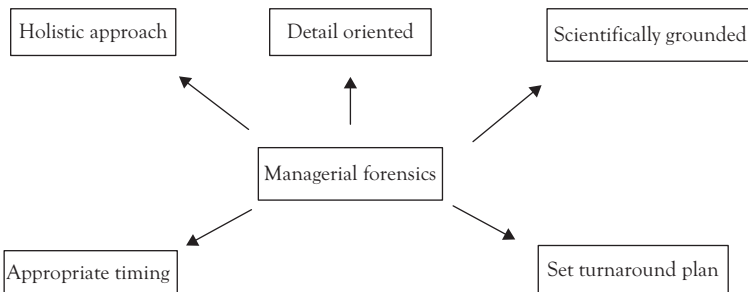 Holistic approach
Detail oriented
Scientifically grounded
Managerial forensics
Appropriate timing
Set turnaround plan